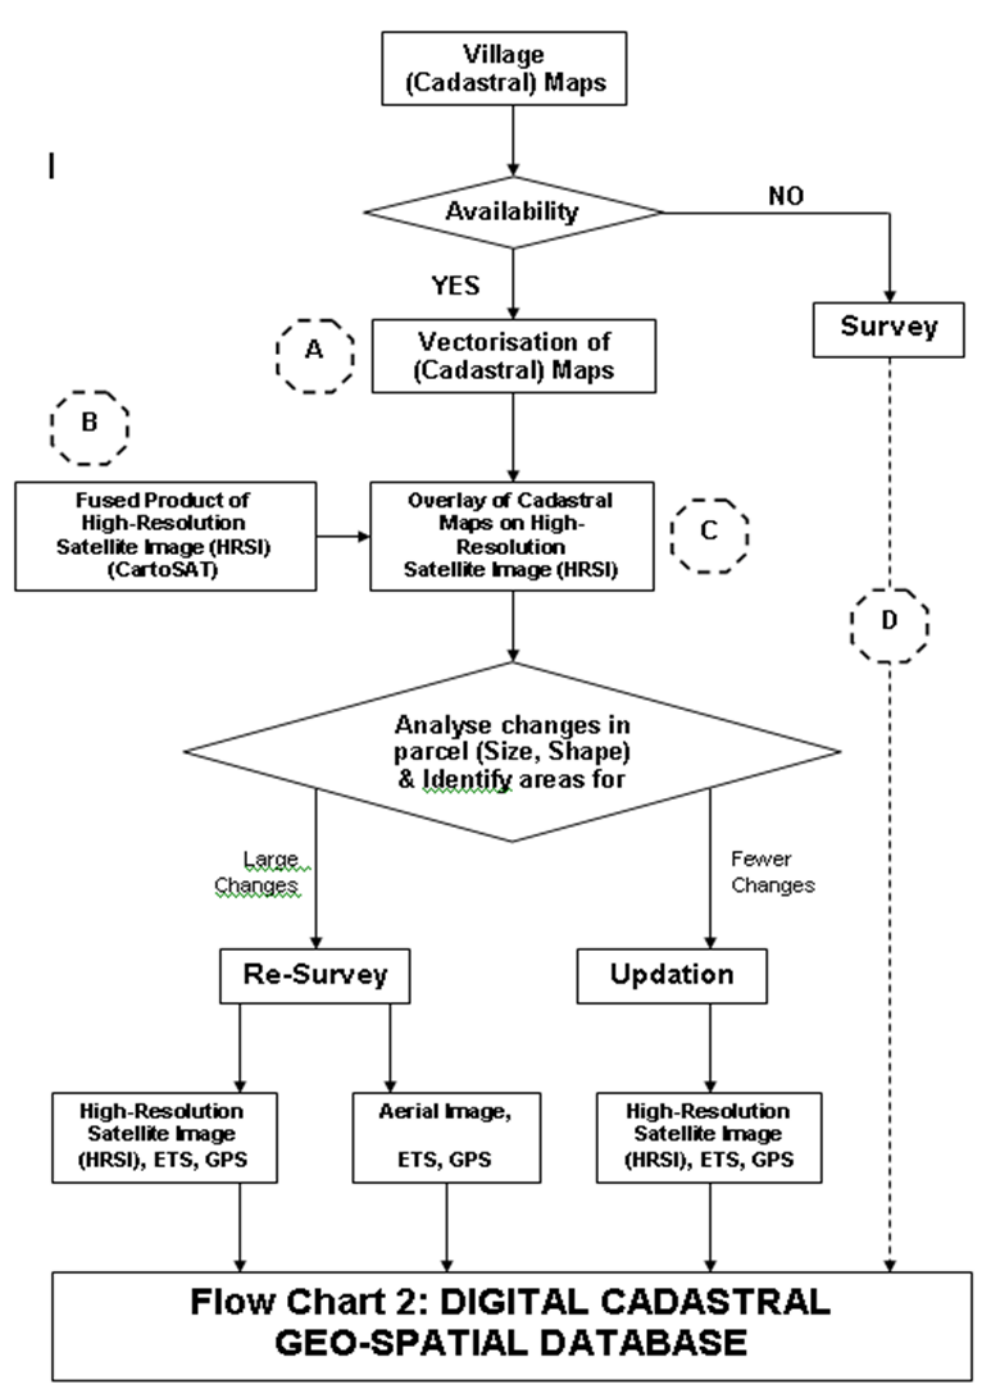 Village
(Cadastral) Maps
Availability
NO
YES
Survey
A
Vectorisation of
(Cadastral) Maps
B
Fused Product of
High-Resolution
Satellite Image (HRSI)
(CartoSAT)
Overlay of Cadastral
Maps on High-
Resolution
Satellite Image (HRSI)
C
D
Analyse changes in
parcel (Size, Shape)
& Identify areas for
Large
Changes
Fewer
Changes
Re-Survey
Updation
High-Resolution
Satellite Image
(HRSI), ETS, GPS
Aerial Image,
ETS, GPS
High-Resolution
Satellite Image
(HRSI), ETS, GPS
Flow Chart 2: DIGITAL CADASTRAL
GEO-SPATIAL DATABASE